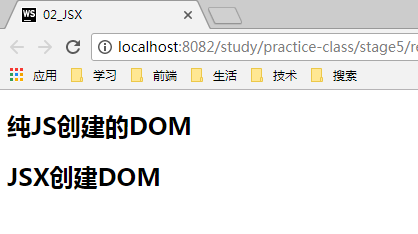 WS 02_JSX
localhost:8082/study/practice-class/stage5/re
应用 学习 前端 生活 技术 搜索
纯JS创建的DOM
JSX创建DOM